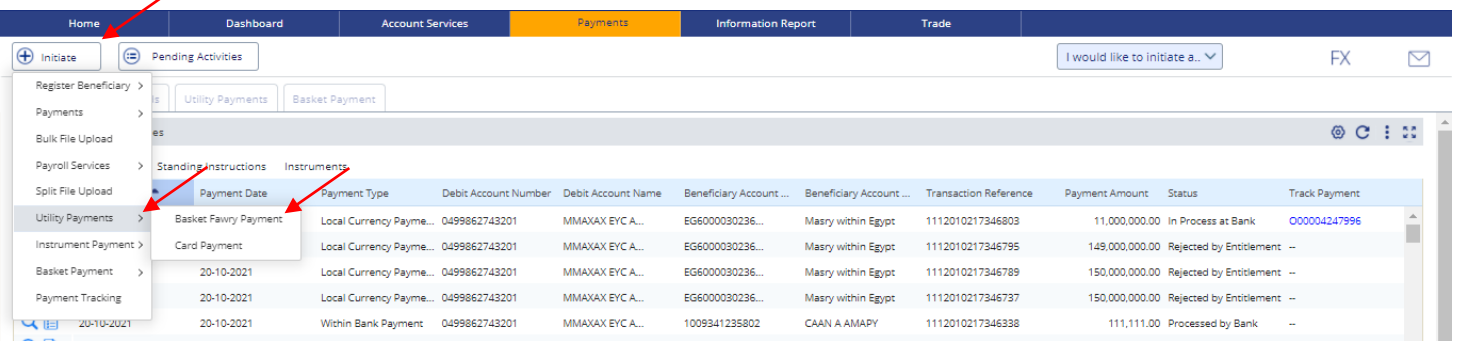 Home Dashboard Account Services Payments Information Report Trade
Initiate Pending Activities I would like to initiate a.. FX
Register Beneficiary >
Utility Payments Basket Payment
Payments >
Bulk File Upload
Payroll Services > Standing Instructions Instruments
Split File Upload
Payment Date Payment Type Debit Account Number Debit Account Name Beneficiary Account ... Beneficiary Account ... Transaction Reference Payment Amount Status Track Payment
Utility Payments > Basket Fawry Payment Local Currency Payme... 0499862743201 MMAXAX EYC A... EG6000030236... Masry within Egypt 1112010217346803 11,000,000.00 In Process at Bank O00004247996
Instrument Payment > Card Payment Local Currency Payme... 0499862743201 MMAXAX EYC A... EG6000030236... Masry within Egypt 1112010217346795 149,000,000.00 Rejected by Entitlement --
Basket Payment > 20-10-2021 Local Currency Payme... 0499862743201 MMAXAX EYC A... EG6000030236... Masry within Egypt 1112010217346789 150,000,000.00 Rejected by Entitlement --
Payment Tracking 20-10-2021 Local Currency Payme... 0499862743201 MMAXAX EYC A... EG6000030236... Masry within Egypt 1112010217346737 150,000,000.00 Rejected by Entitlement --
20-10-2021 20-10-2021 Within Bank Payment 0499862743201 MMAXAX EYC A... 1009341235802 CAAN A AMAPY 1112010217346338 111,111.00 Processed by Bank --